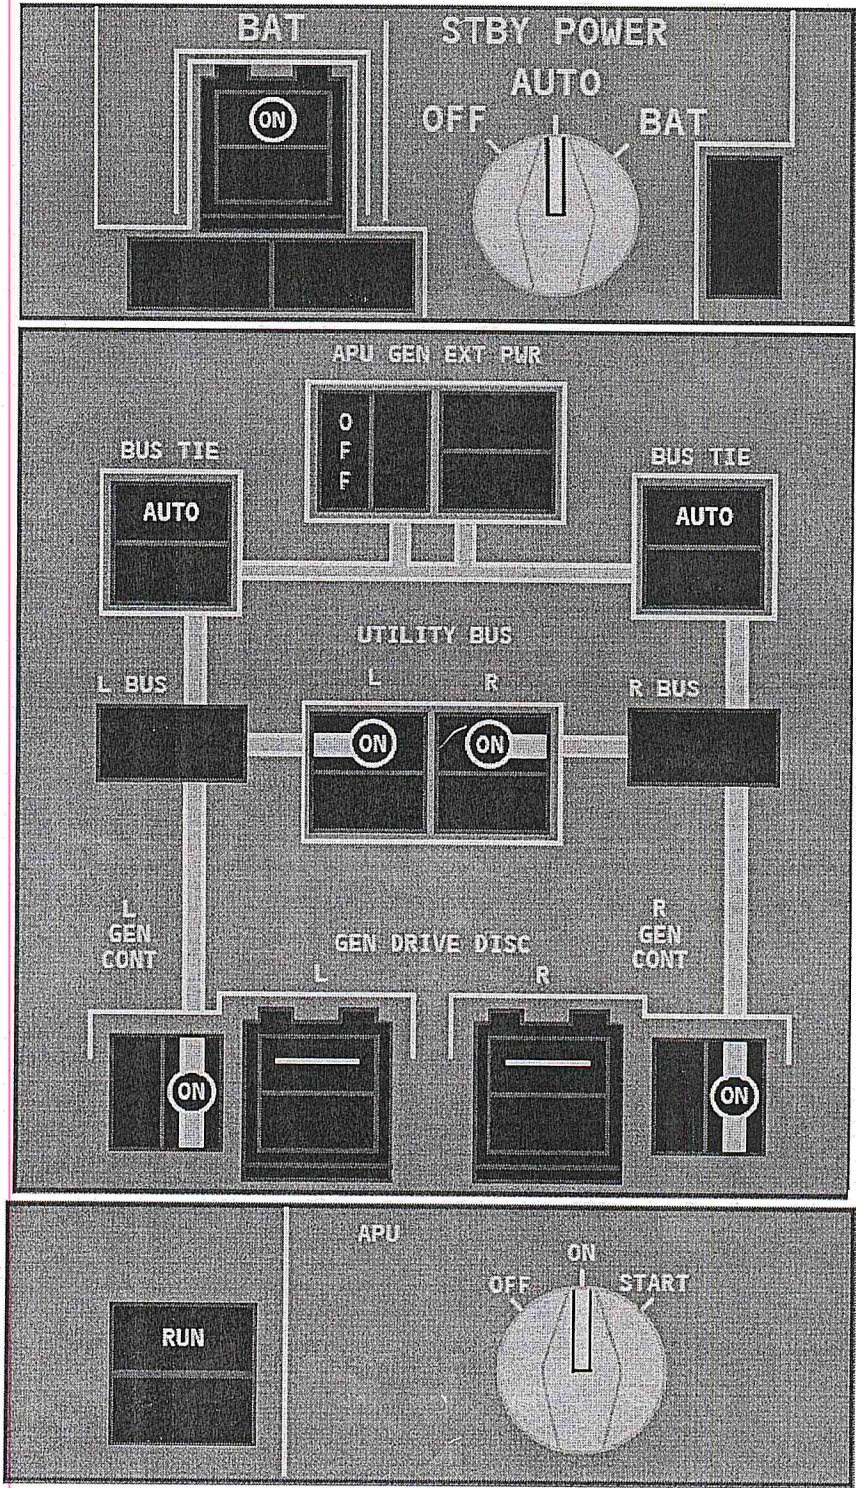 BAT
STBY POWER
AUTO
OFF
BAT
ON
APU GEN EXT PWR
OFF
BUS TIE
BUS TIE
AUTO
AUTO
UTILITY BUS
L
R
L BUS
R BUS
ON
ON
L GEN CONT
R GEN CONT
GEN DRIVE DISC
L
R
ON
ON
APU
ON
OFF
START
RUN